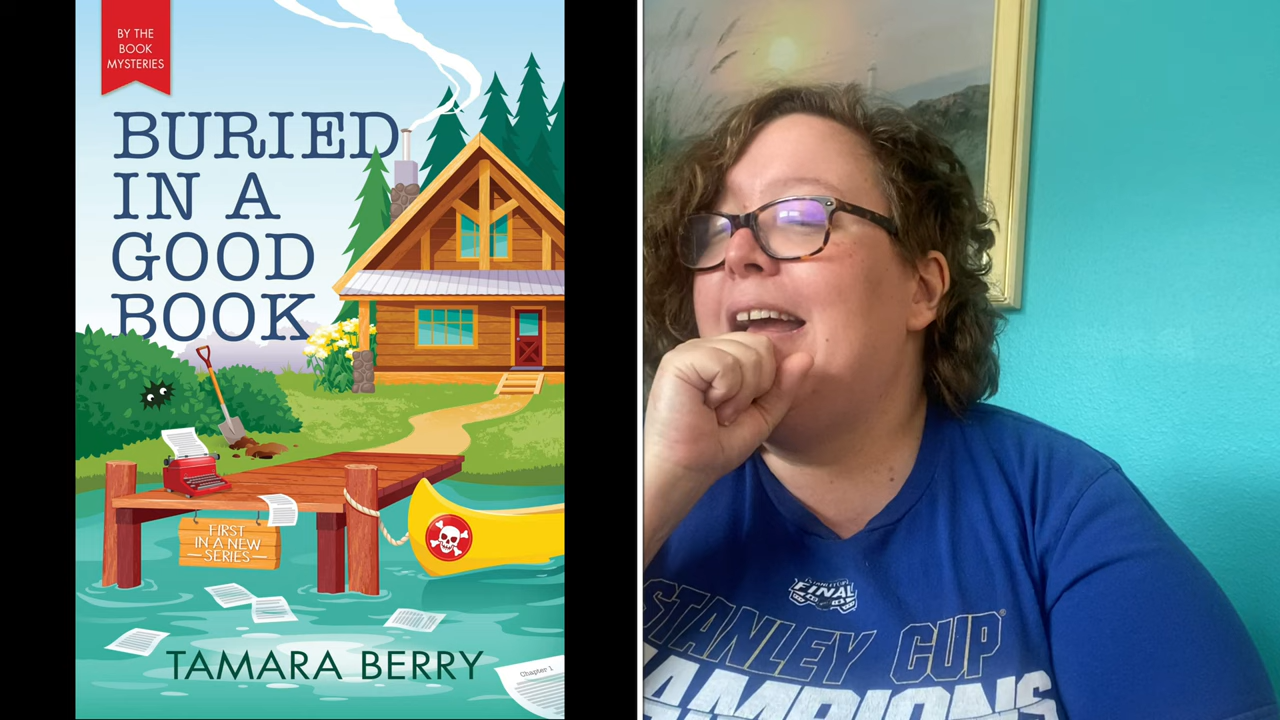 BY THE
BOOK
MYSTERIES
BURIED
IN A
GOOD
BOOK
FIRST
IN A NEW
SERIES
TAMARA BERRY
Chapter 1
FINAL
STANLEY CUP®